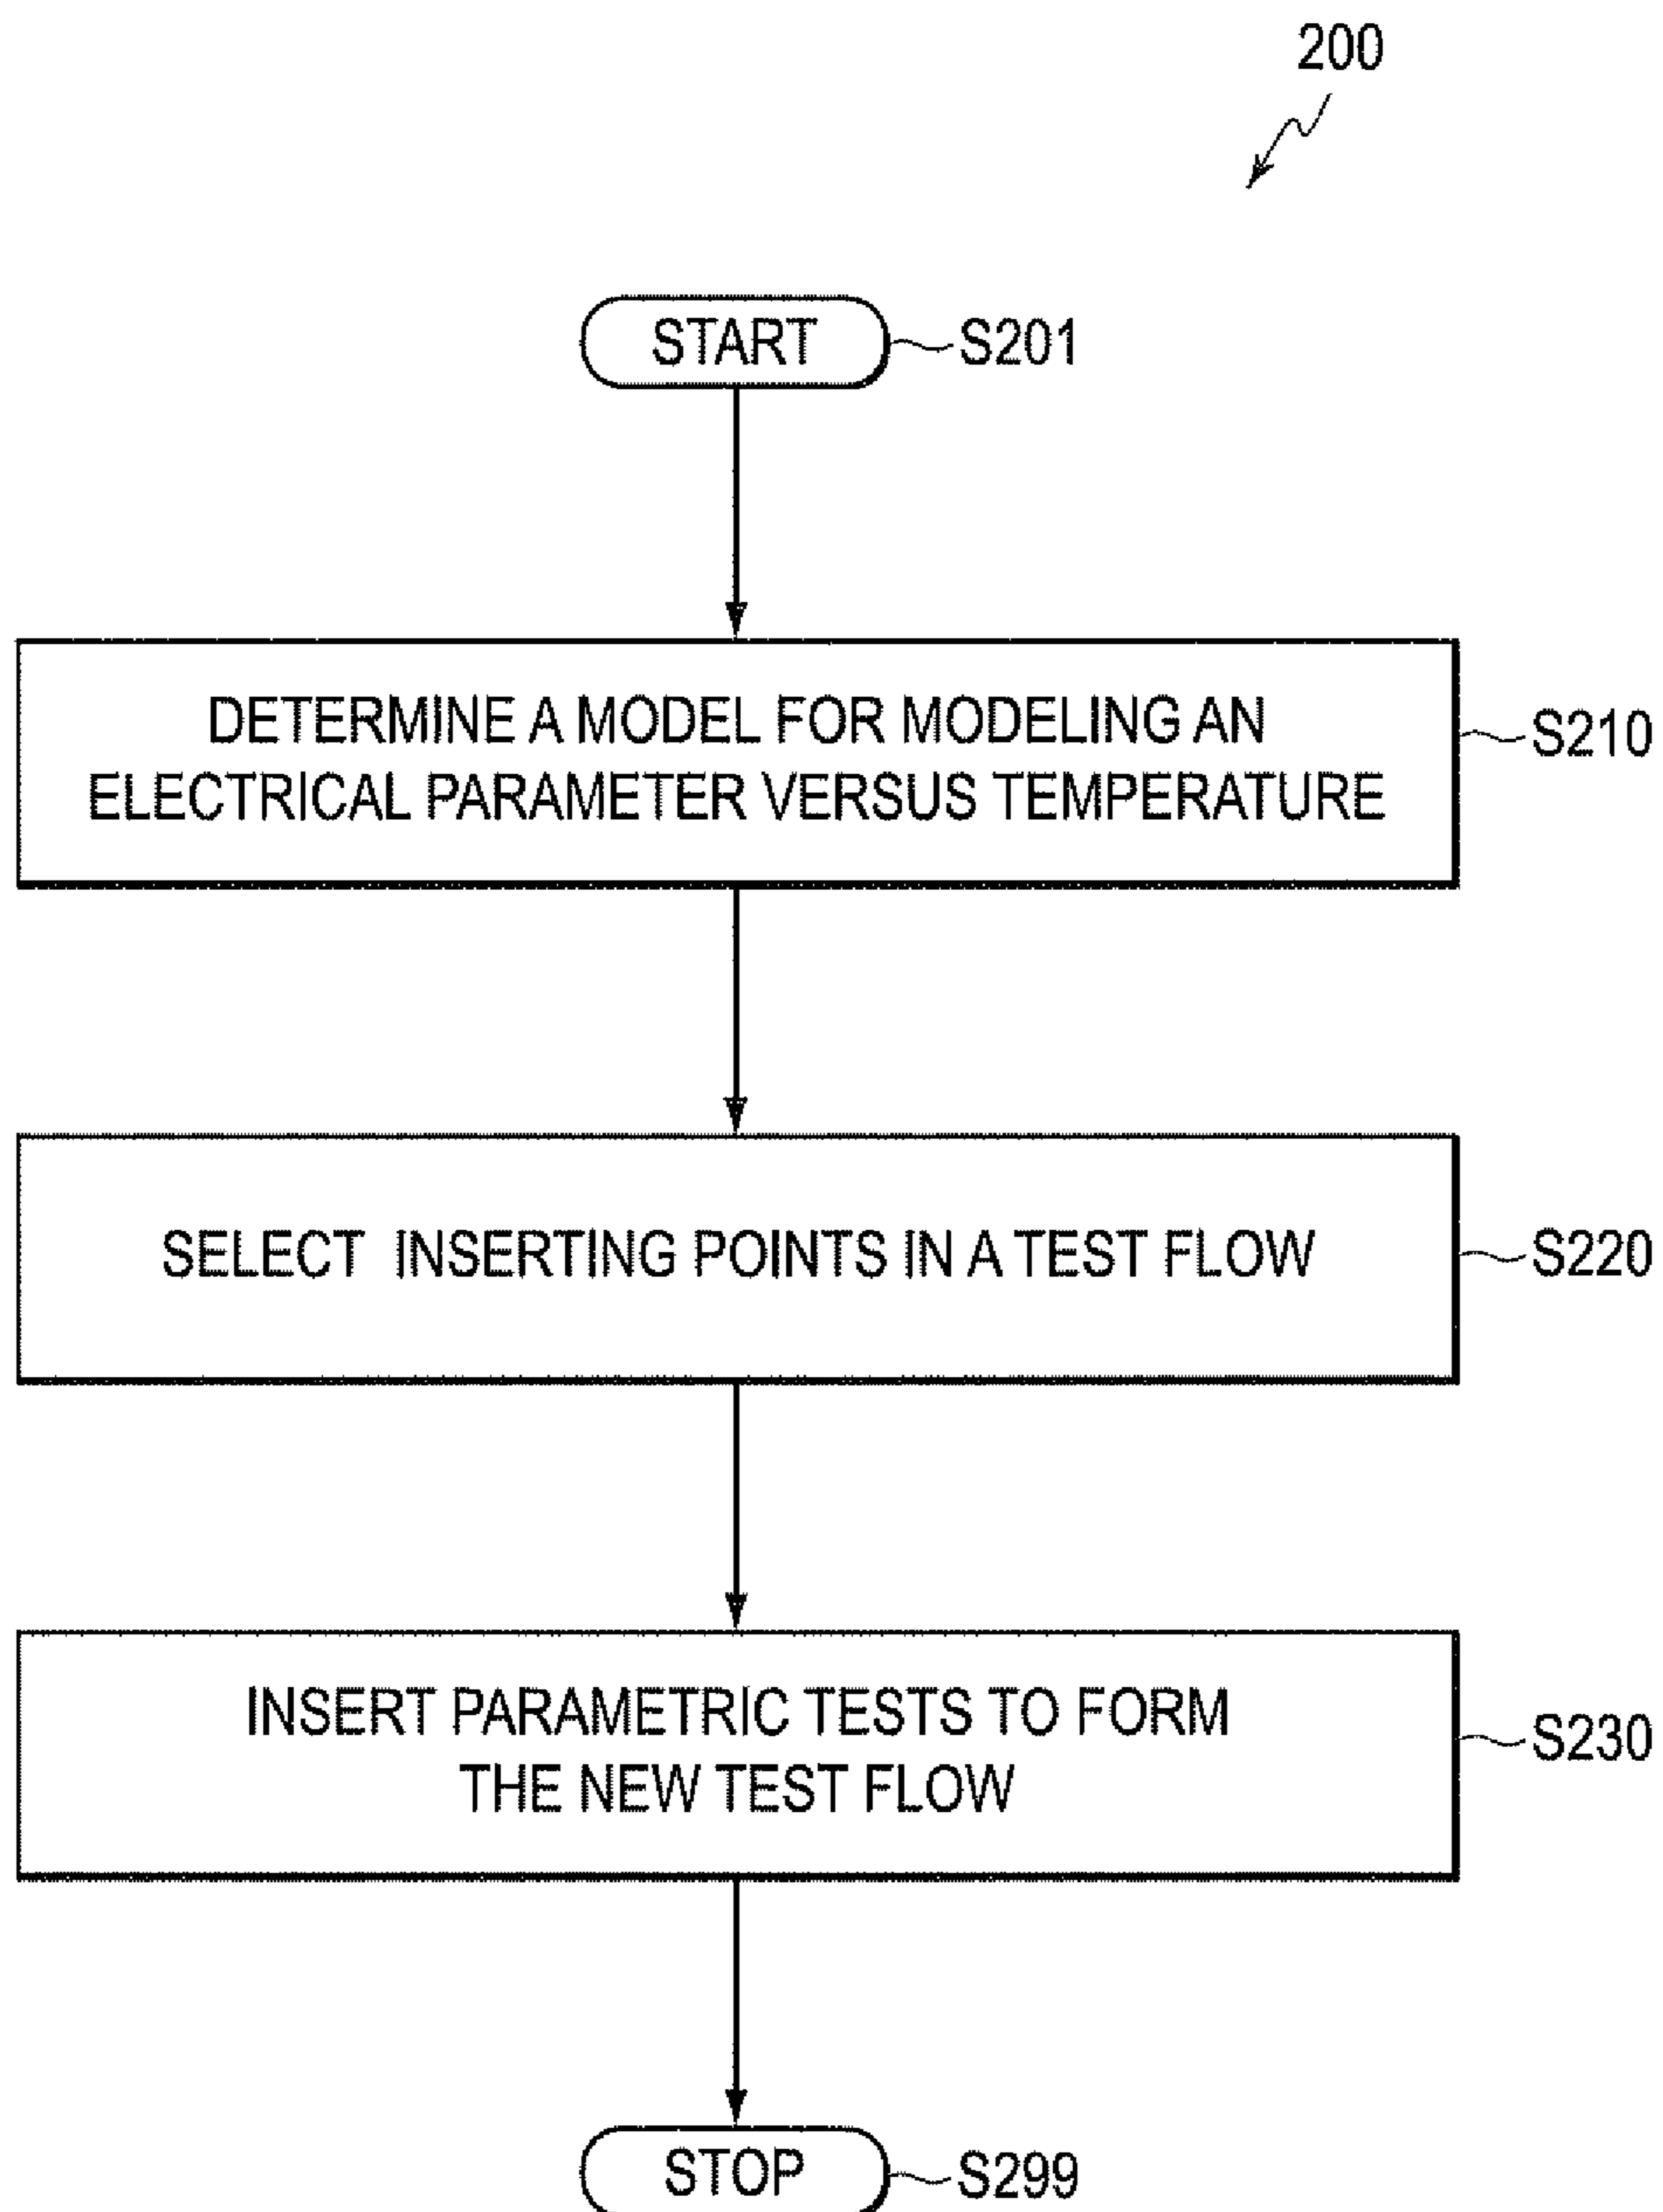 200
START
S201
DETERMINE A MODEL FOR MODELING AN
ELECTRICAL PARAMETER VERSUS TEMPERATURE
S210
SELECT INSERTING POINTS IN A TEST FLOW
S220
INSERT PARAMETRIC TESTS TO FORM
THE NEW TEST FLOW
S230
STOP
S299